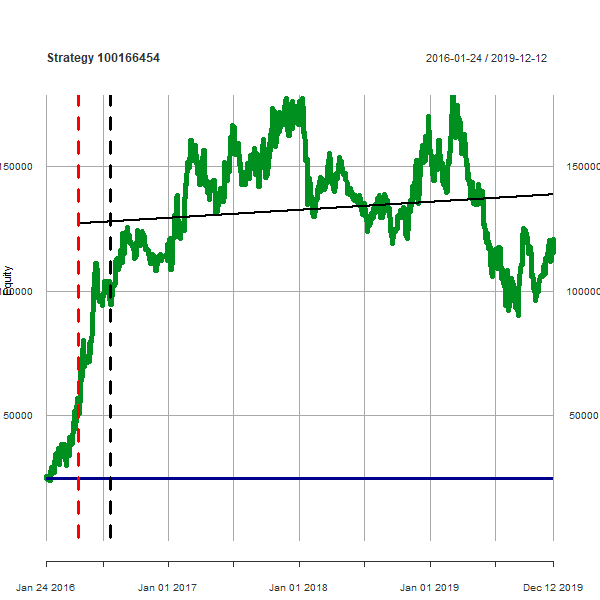 Strategy 100166454 2016-01-24 / 2019-12-12
150000 150000
equity
100000 100000
50000 50000
Jan 24 2016 Jan 01 2017 Jan 01 2018 Jan 01 2019 Dec 12 2019